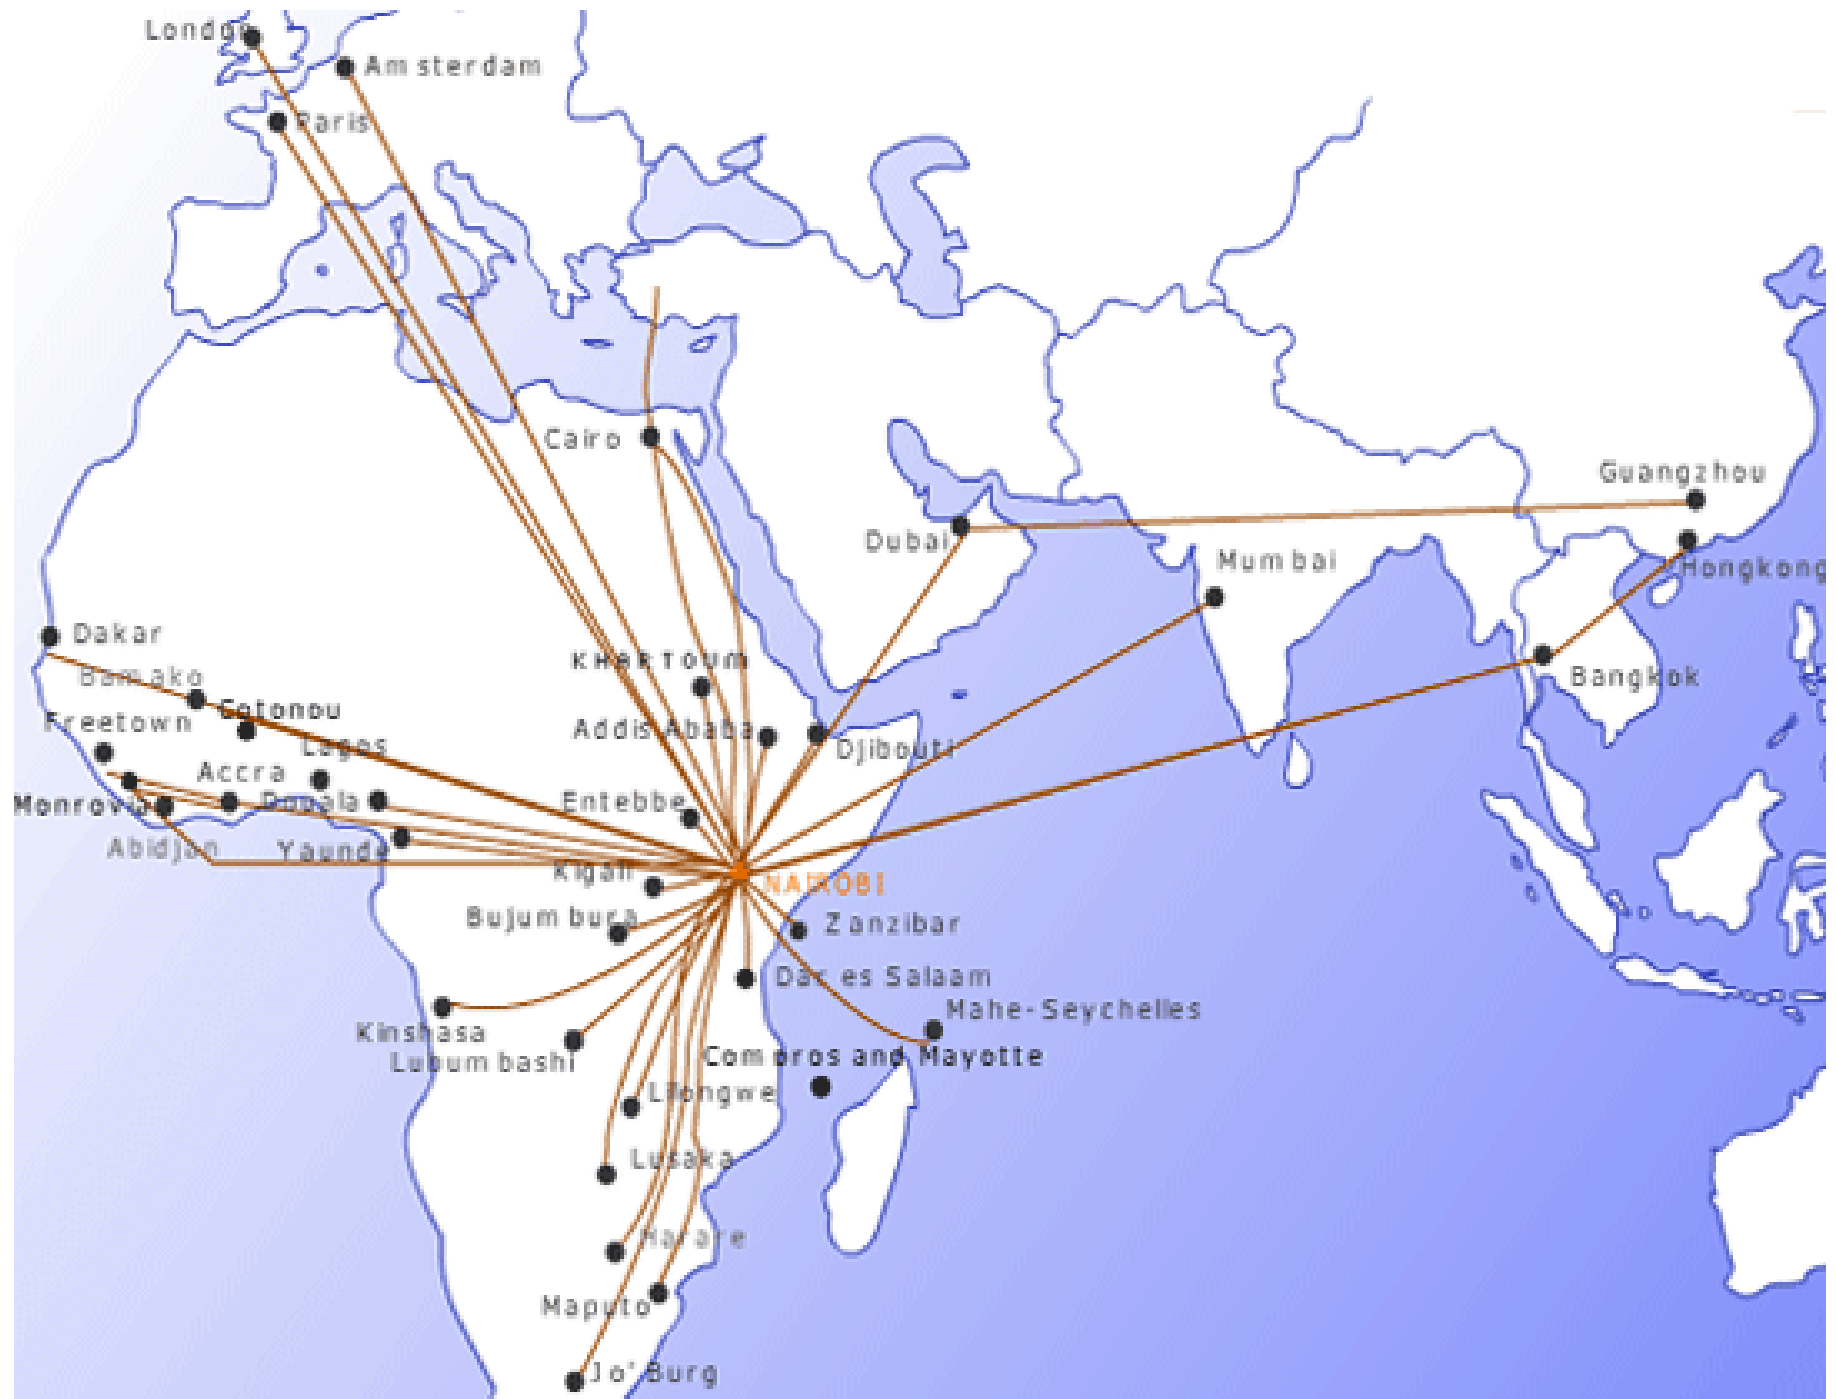 London
Amsterdam
Paris
Cairo
Guangzhou
Dubai
Mumbai
Hongkong
Dakar
KHARTOUM
Bamako
Bangkok
Cotonou
Freetown
Addis Ababa
Lagos
Djibouti
Accra
Entebbe
Monrovia
Douala
Abidjan
Yaunde
Kigali
NAIROBI
Bujumbura
Zanzibar
Dar es Salaam
Mahe-Seychelles
Kinshasa
Lubumbashi
Comoros and Mayotte
Lilongwe
Lusaka
Harare
Maputo
Jo'Burg